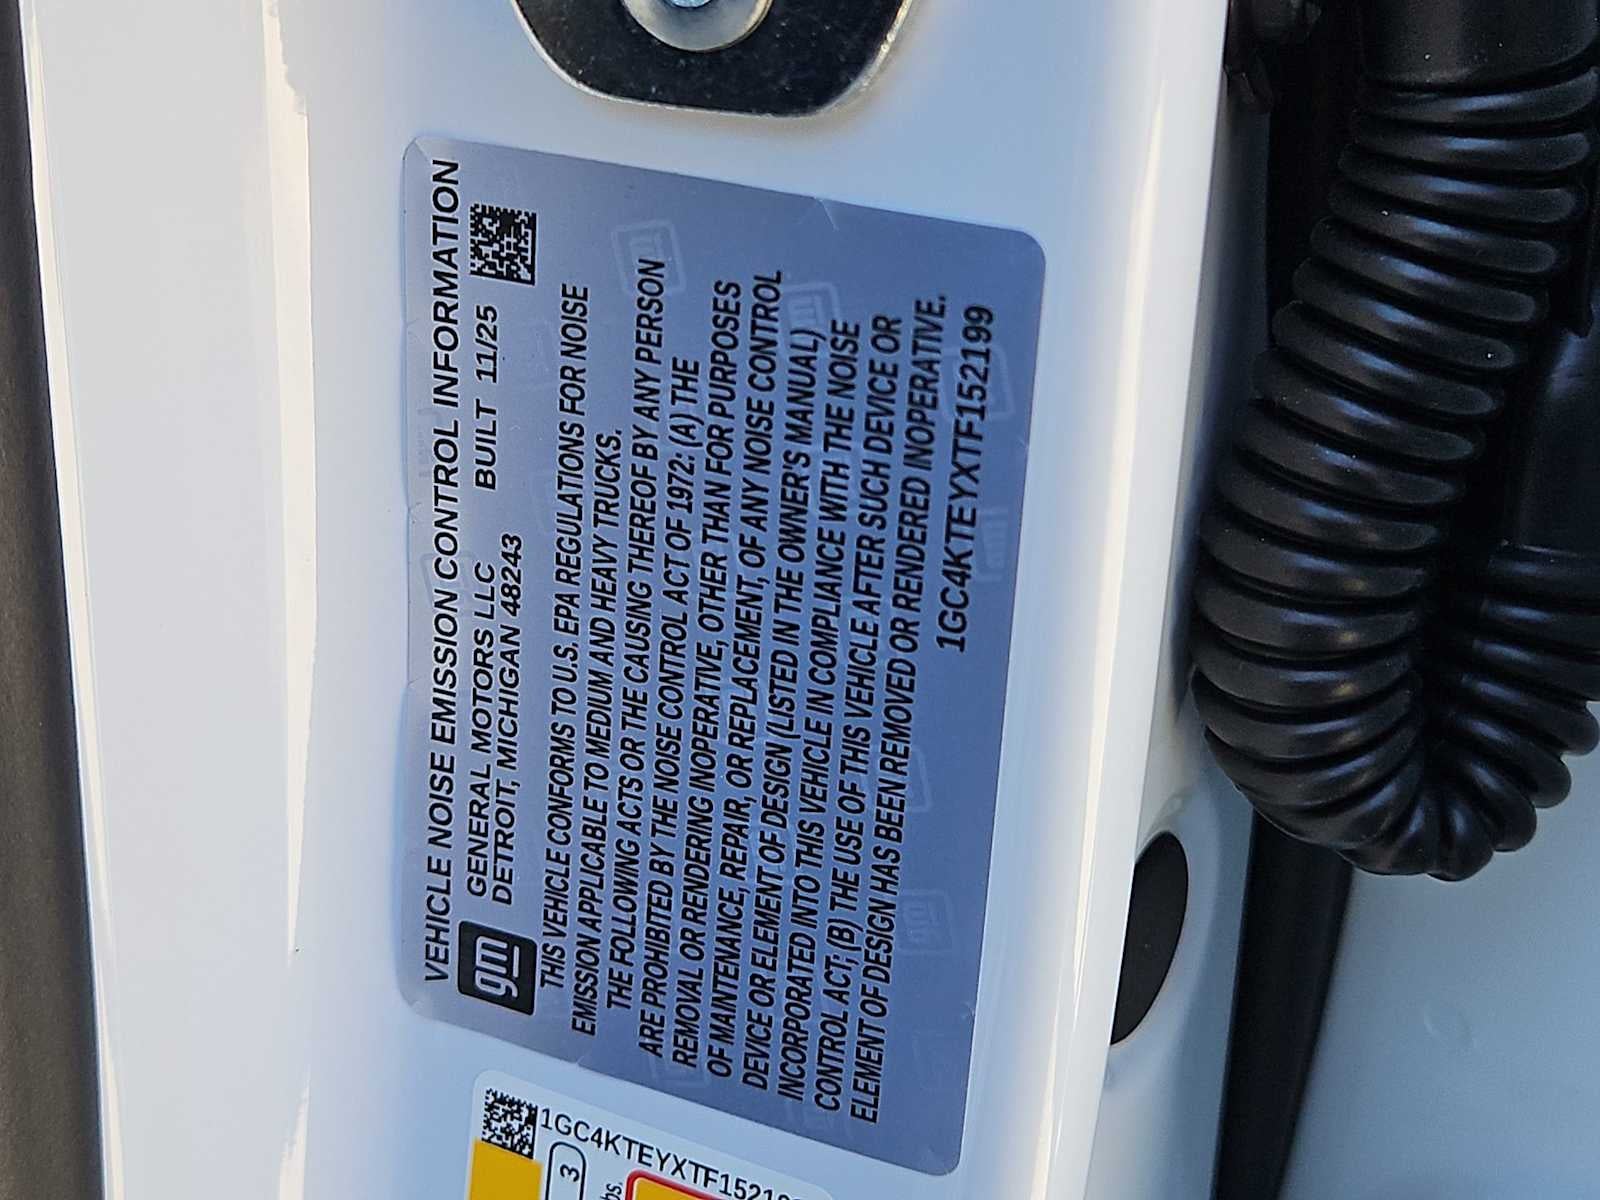 VEHICLE NOISE EMISSION CONTROL INFORMATION
gm
GENERAL MOTORS LLC BUILT 11/25
DETROIT, MICHIGAN 48243
THIS VEHICLE CONFORMS TO U.S. EPA REGULATIONS FOR NOISE
EMISSION APPLICABLE TO MEDIUM AND HEAVY TRUCKS.
THE FOLLOWING ACTS OR THE CAUSING THEREOF BY ANY PERSON
ARE PROHIBITED BY THE NOSE CONTROL ACT OF 1972: (A) THE
REMOVAL OR RENDERING INOPERATIVE, OTHER THAN FOR PURPOSES
OF MAINTENANCE, REPAIR, OR REPLACEMENT, OF ANY NOISE CONTROL
DEVICE OR ELEMENT OF DESIGN (LISTED IN THE OWNER'S MANUAL)
INCORPORATED INTO THIS VEHICLE IN COMPLIANCE WITH THE NOISE
CONTROL ACT; (B) THE USE OF THIS VEHICLE AFTER SUCH DEVICE OR
ELEMENT OF DESIGN HAS BEEN REMOVED OR RENDERED INOPERATIVE.
1GC4KTEYXTF152199
1GC4KTEYXTF15219
3
bs.